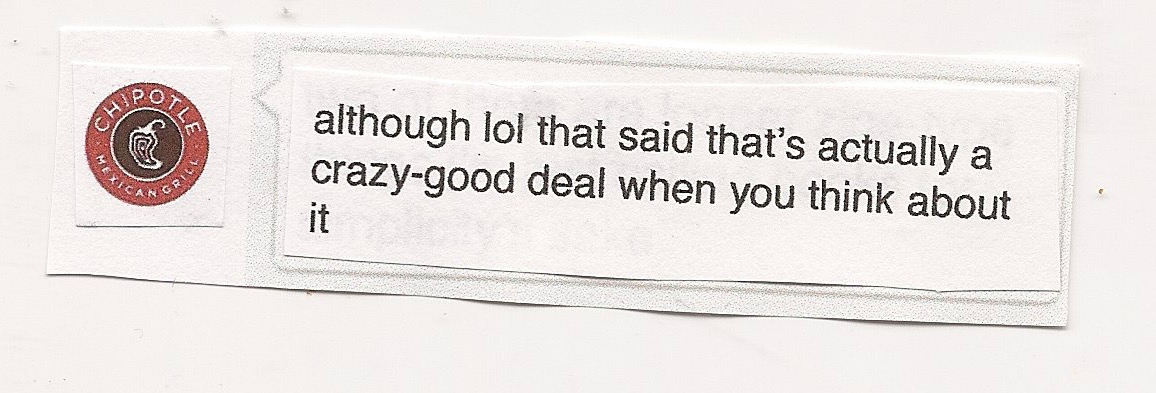 CHIPOTLE
MEXICAN GRILL
although lol that said that's actually a
crazy-good deal when you think about
it